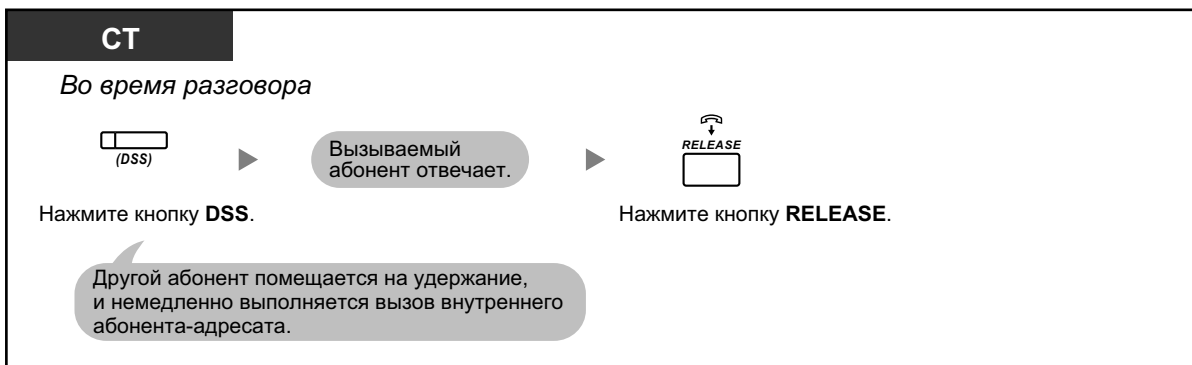 СТ
Во время разговора
(DSS)
Вызываемый
абонент отвечает.
RELEASE
Нажмите кнопку DSS.
Нажмите кнопку RELEASE.
Другой абонент помещается на удержание,
и немедленно выполняется вызов внутреннего
абонента-адресата.